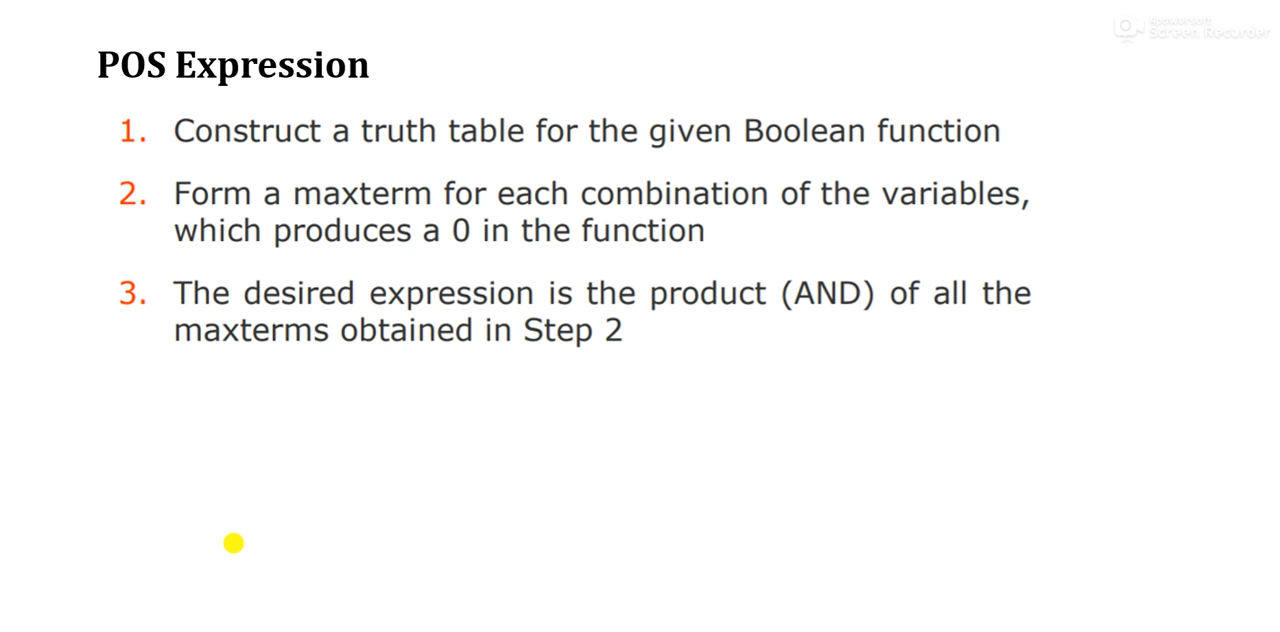 Apowersoft
Screen Recorder
POS Expression
1. Construct a truth table for the given Boolean function
2. Form a maxterm for each combination of the variables,
which produces a 0 in the function
3. The desired expression is the product (AND) of all the
maxterms obtained in Step 2